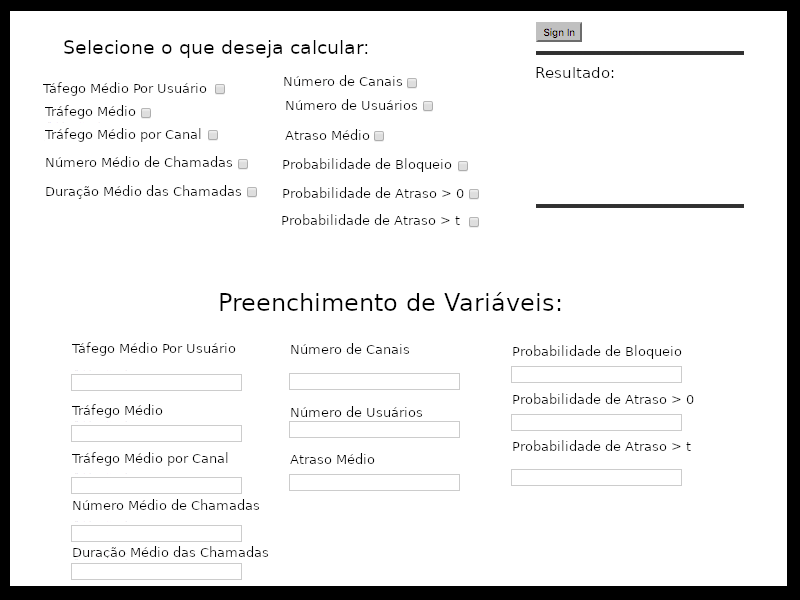 Selecione o que deseja calcular:
Táfego Médio Por Usuário
Tráfego Médio
Tráfego Médio por Canal
Número Médio de Chamadas
Duração Médio das Chamadas
Número de Canais
Número de Usuários
Atraso Médio
Probabilidade de Bloqueio
Probabilidade de Atraso > 0
Probabilidade de Atraso > t
Sign In
Resultado:
Preenchimento de Variáveis:
Táfego Médio Por Usuário
Tráfego Médio
Tráfego Médio por Canal
Número Médio de Chamadas
Duração Médio das Chamadas
Número de Canais
Número de Usuários
Atraso Médio
Probabilidade de Bloqueio
Probabilidade de Atraso > 0
Probabilidade de Atraso > t